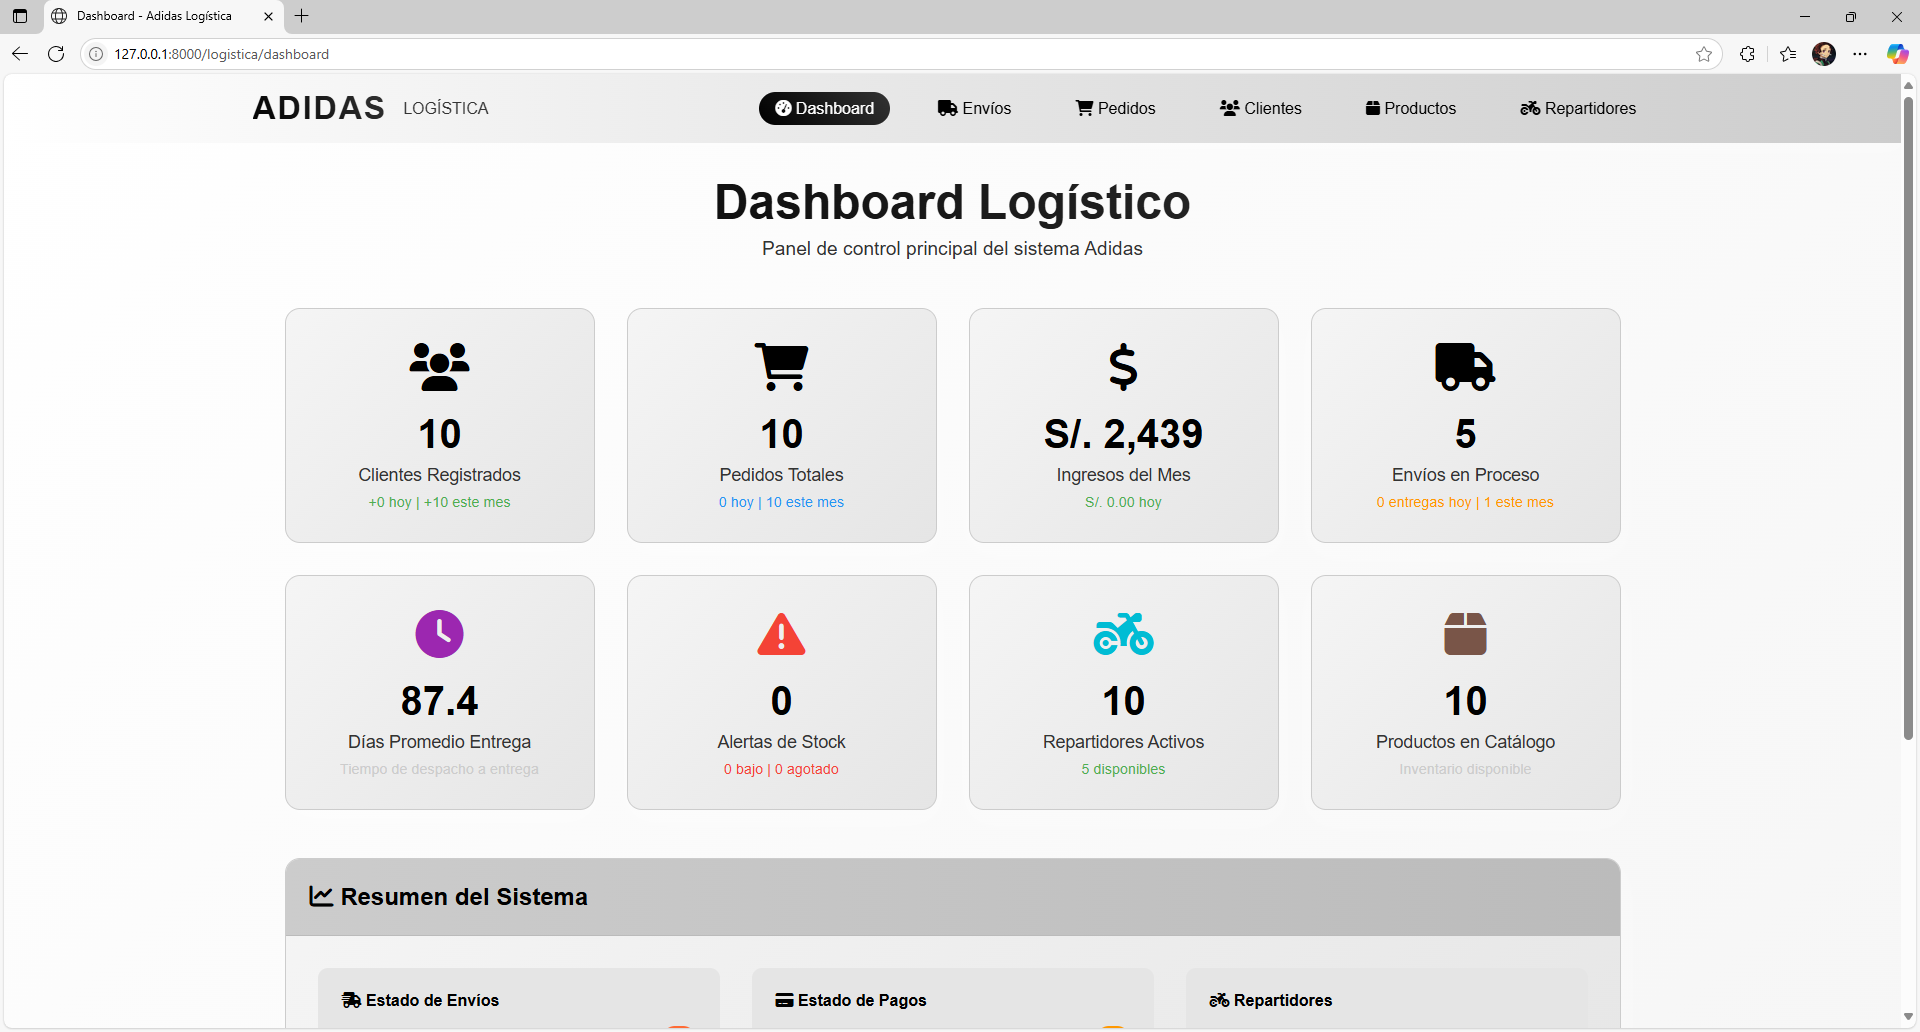 Dashboard - Adidas Logística
127.0.0.1:8000/logistica/dashboard
ADIDAS LOGÍSTICA Dashboard Envíos Pedidos Clientes Productos Repartidores
Dashboard Logístico
Panel de control principal del sistema Adidas
10
Clientes Registrados
+0 hoy | +10 este mes
10
Pedidos Totales
0 hoy | 10 este mes
S/. 2,439
Ingresos del Mes
S/. 0.00 hoy
5
Envíos en Proceso
0 entregas hoy | 1 este mes
87.4
Días Promedio Entrega
Tiempo de despacho a entrega
0
Alertas de Stock
0 bajo | 0 agotado
10
Repartidores Activos
5 disponibles
10
Productos en Catálogo
Inventario disponible
Resumen del Sistema
Estado de Envíos
Estado de Pagos
Repartidores